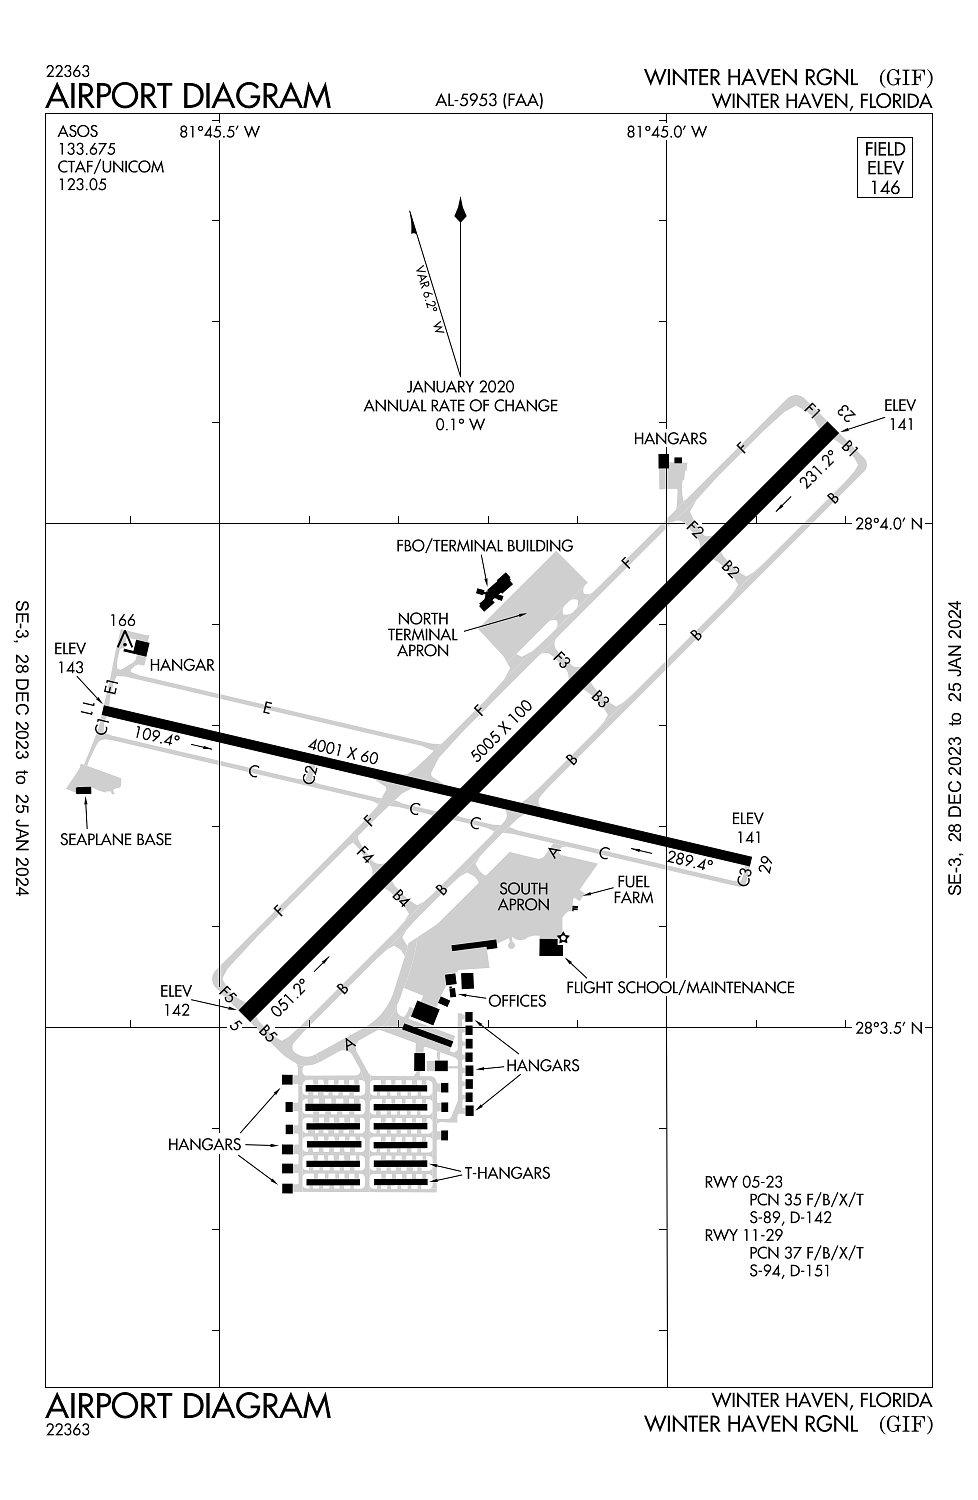 22363
AIRPORT DIAGRAM
AL-5953 (FAA)
WINTER HAVEN RGNL (GIF)
WINTER HAVEN, FLORIDA
ASOS
133.675
CTAF/UNICOM
123.05
81°45.5' W
81°45.0' W
FIELD
ELEV
146
VAR 6.2° W
JANUARY 2020
ANNUAL RATE OF CHANGE
0.1° W
F1
23
ELEV
141
HANGARS
F
B1
231.2°
B
28°4.0' N
F2
FBO/TERMINAL BUILDING
F
B2
NORTH
TERMINAL
APRON
B
166
ELEV
143
HANGAR
F3
E1
B3
11
E
F
C1
109.4°
5005 X 100
4001 X 60
C
C2
B
SEAPLANE BASE
C
C
F
ELEV
141
F4
A
C
289.4°
29
C3
B4
B
SOUTH
APRON
FUEL
FARM
F
FLIGHT SCHOOL/MAINTENANCE
ELEV
142
F5
051.2°
B
OFFICES
5
B5
28°3.5' N
A
HANGARS
HANGARS
T-HANGARS
RWY 05-23
PCN 35 F/B/X/T
S-89, D-142
RWY 11-29
PCN 37 F/B/X/T
S-94, D-151
SE-3, 28 DEC 2023 to 25 JAN 2024
SE-3, 28 DEC 2023 to 25 JAN 2024
AIRPORT DIAGRAM
22363
WINTER HAVEN, FLORIDA
WINTER HAVEN RGNL (GIF)